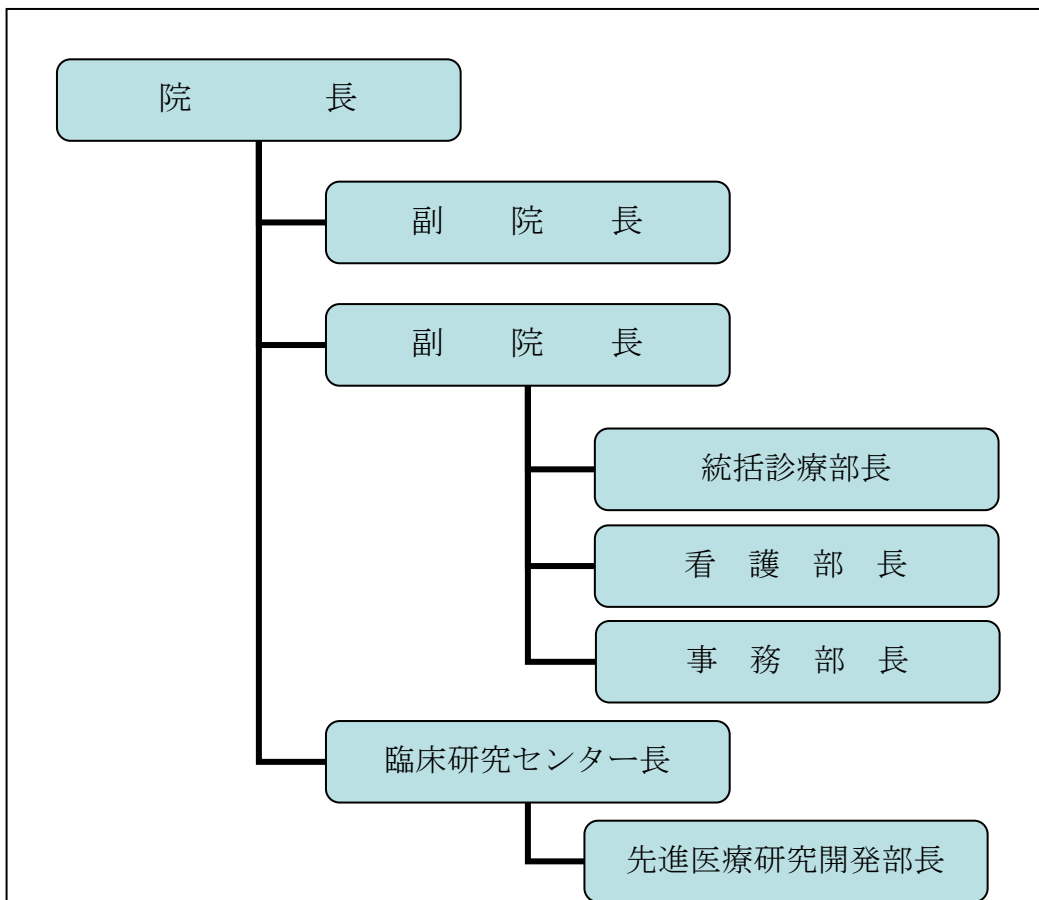 院　　　長
副　院　長
副　院　長
統括診療部長
看　護　部　長
事　務　部　長
臨床研究センター長
先進医療研究開発部長